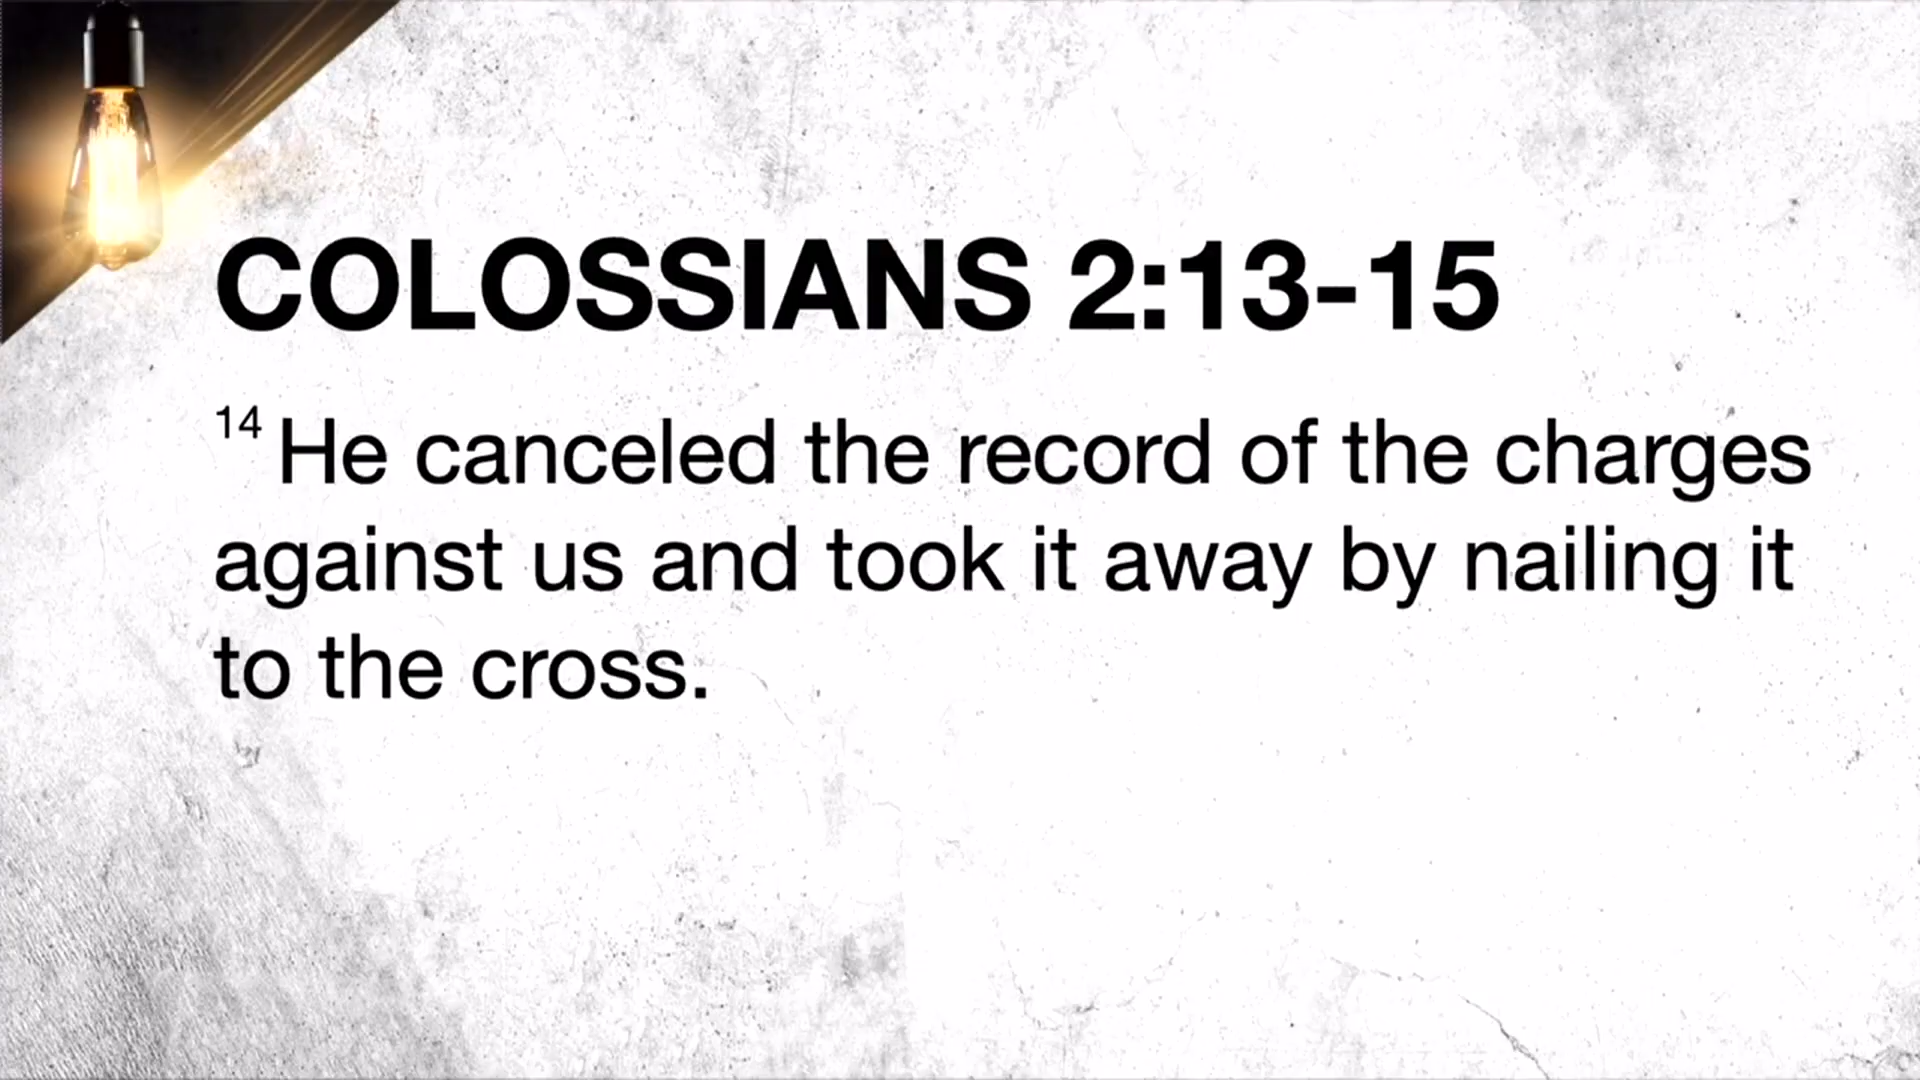 COLOSSIANS 2:13-15
14 He canceled the record of the charges
against us and took it away by nailing it
to the cross.